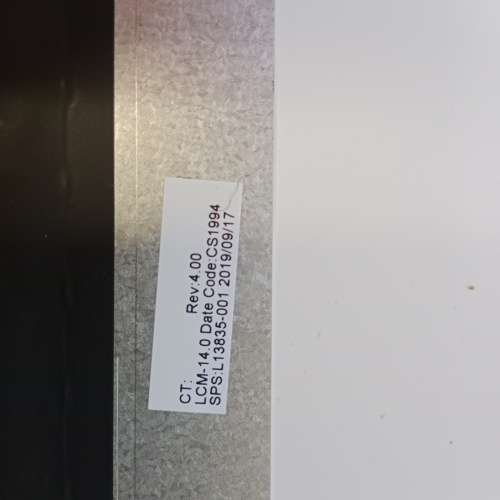 CT: Rev:4.00
LCM-14.0 Date Code:CS1994
SPS:L13835-001 2019/09/17